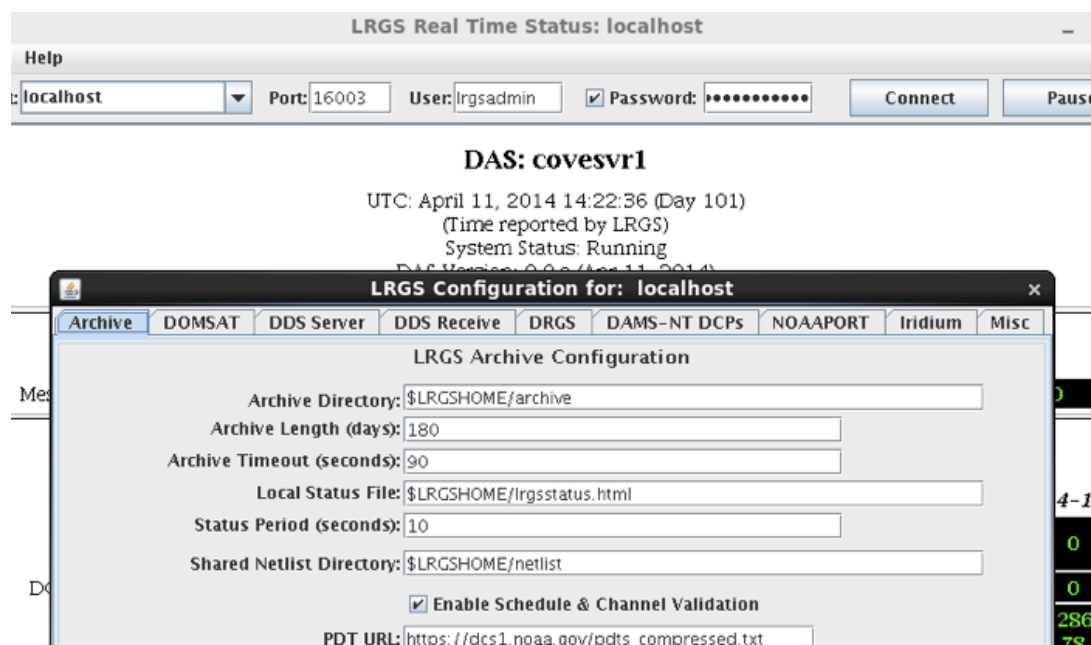 LRGS Real Time Status: localhost
Help
localhost Port: 16003 User: lrgsadmin Password: Connect Pause
DAS: covesvr1
UTC: April 11, 2014 14:22:36 (Day 101)
(Time reported by LRGS)
System Status: Running
LRGS Configuration for: localhost
Archive DOMSAT DDS Server DDS Receive DRGS DAMS-NT DCPs NOAAPORT Iridium Misc
LRGS Archive Configuration
Archive Directory: $LRGSHOME/archive
Archive Length (days): 180
Archive Timeout (seconds): 90
Local Status File: $LRGSHOME/lrgsstatus.html
Status Period (seconds): 10
Shared Netlist Directory: $LRGSHOME/netlist
0
Enable Schedule & Channel Validation
0
286
PDT URL: https://dcs1.noaa.gov/pdts_compressed.txt
78